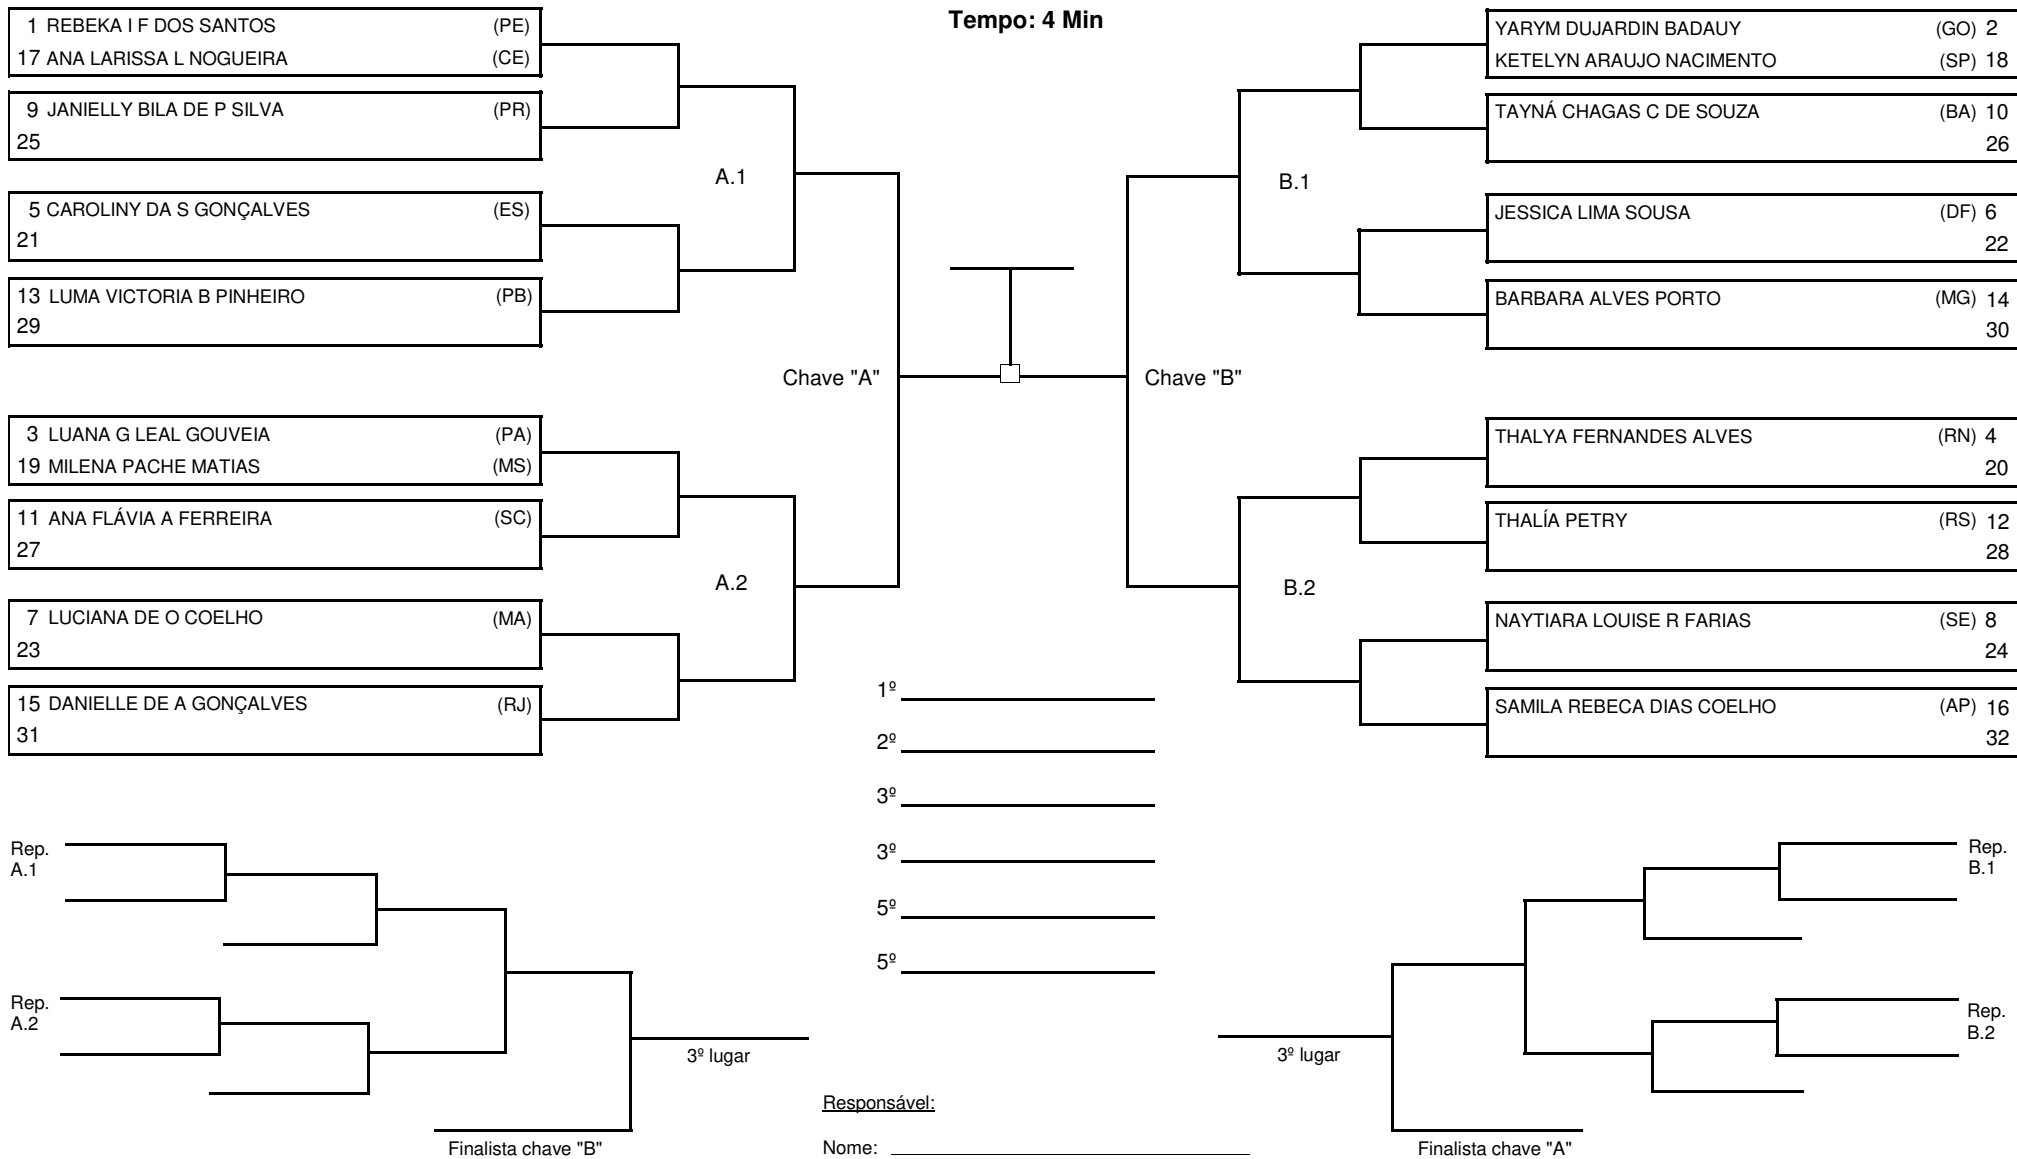 Tempo: 4 Min
1 REBEKA I F DOS SANTOS (PE)
17 ANA LARISSA L NOGUEIRA (CE)
9 JANIELLY BILA DE P SILVA (PR)
25
A.1
5 CAROLINY DA S GONÇALVES (ES)
21
13 LUMA VICTORIA B PINHEIRO (PB)
29
Chave "A"
3 LUANA G LEAL GOUVEIA (PA)
19 MILENA PACHE MATIAS (MS)
11 ANA FLÁVIA A FERREIRA (SC)
27
A.2
7 LUCIANA DE O COELHO (MA)
23
15 DANIELLE DE A GONÇALVES (RJ)
31
YARYM DUJARDIN BADAUY (GO) 2
KETELYN ARAUJO NACIMENTO (SP) 18
TAYNÁ CHAGAS C DE SOUZA (BA) 10
26
B.1
JESSICA LIMA SOUSA (DF) 6
22
BARBARA ALVES PORTO (MG) 14
30
Chave "B"
THALYA FERNANDES ALVES (RN) 4
20
THALÍA PETRY (RS) 12
28
B.2
NAYTIARA LOUISE R FARIAS (SE) 8
24
SAMILA REBECA DIAS COELHO (AP) 16
32
1º
2º
3º
3º
5º
5º
Rep.
A.1
Rep.
A.2
3º lugar
Finalista chave "B"
Rep.
B.1
Rep.
B.2
3º lugar
Finalista chave "A"
Responsável:
Nome: